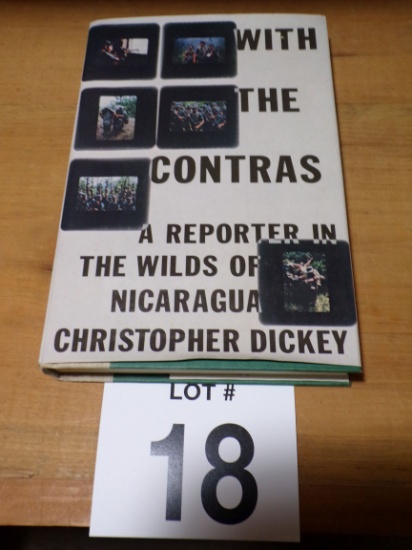 WITH
THE
CONTRAS
A REPORTER IN
THE WILDS OF
NICARAGUA
CHRISTOPHER DICKEY
LOT #
18